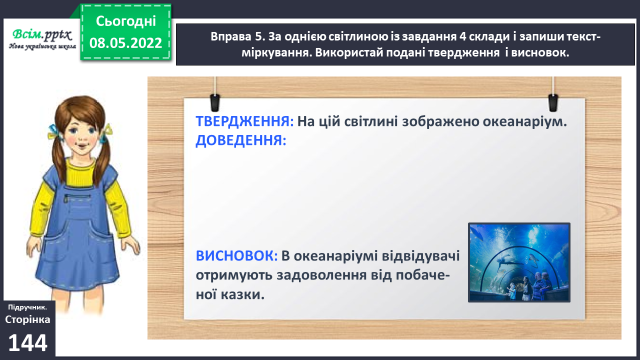 Всім.pptx
Нова українська школа
Сьогодні
08.05.2022
Вправа 5. За однією світлиною із завдання 4 склади і запиши текст-
міркування. Використай подані твердження і висновок.
ТВЕРДЖЕННЯ: На цій світлині зображено океанаріум.
ДОВЕДЕННЯ:
ВИСНОВОК: В океанаріумі відвідувачі
отримують задоволення від побаче-
ної казки.
Підручник.
Сторінка
144